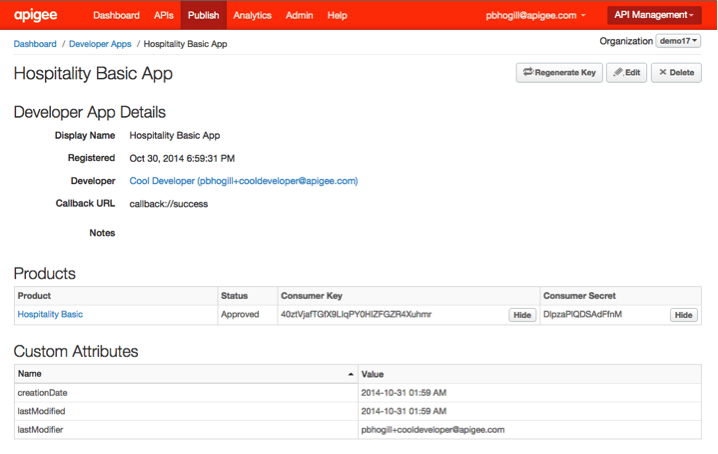 apigee Dashboard APIs Publish Analytics Admin Help pbhogill@apigee.com API Management
Dashboard / Developer Apps / Hospitality Basic App Organization demo17
Hospitality Basic App Regenerate Key Edit Delete
Developer App Details
Display Name Hospitality Basic App
Registered Oct 30, 2014 6:59:31 PM
Developer Cool Developer (pbhogill+cooldeveloper@apigee.com)
Callback URL callback://success
Notes
Products
Product Status Consumer Key Consumer Secret
Hospitality Basic Approved Hide Hide
Custom Attributes
Name Value
creationDate 2014-10-31 01:59 AM
lastModified 2014-10-31 01:59 AM
lastModifier pbhogill+cooldeveloper@apigee.com